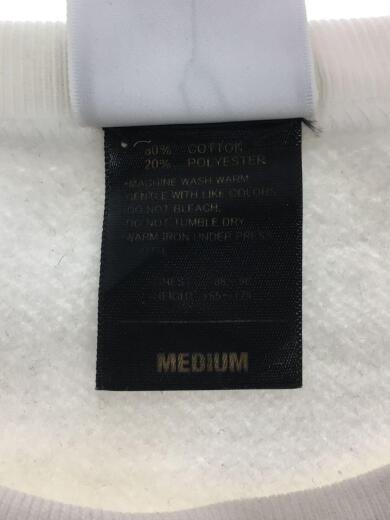 80% COTTON
20% POLYESTER
*MACHINE WASH WARM
GENTLE WITH LIKE COLORS.
DO NOT BLEACH.
DO NOT TUMBLE DRY
WARM IRON UNDER PRESS
MEDIUM